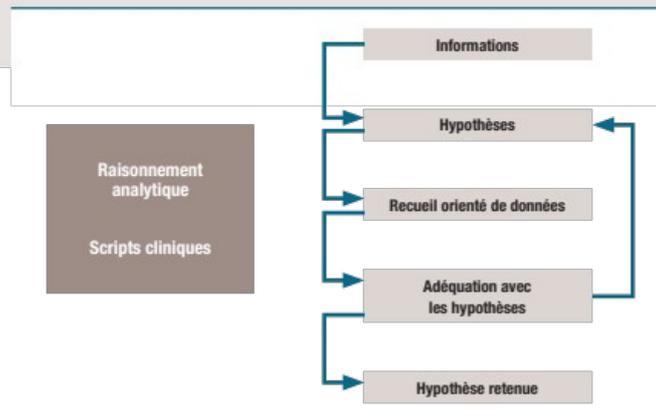 Informations
Hypothèses
Raisonnement
analytique
Scripts cliniques
Recueil orienté de données
Adéquation avec
les hypothèses
Hypothèse retenue